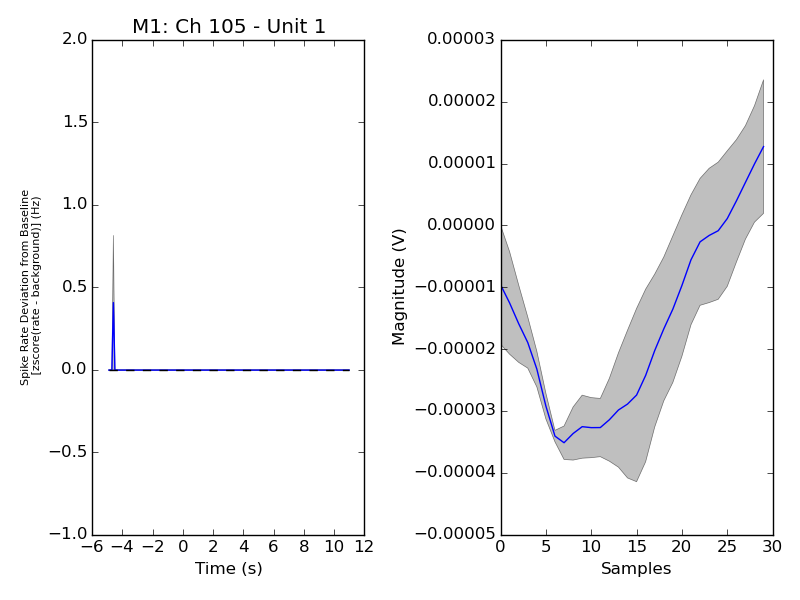 M1: Ch 105 - Unit 1
2.0
1.5
1.0
0.5
0.0
−0.5
−1.0
−6 −4 −2 0 2 4 6 8 10 12
Time (s)
Spike Rate Deviation from Baseline
[zscore(rate - background)] (Hz)
0.00003
0.00002
0.00001
0.00000
−0.00001
−0.00002
−0.00003
−0.00004
−0.00005
0 5 10 15 20 25 30
Samples
Magnitude (V)